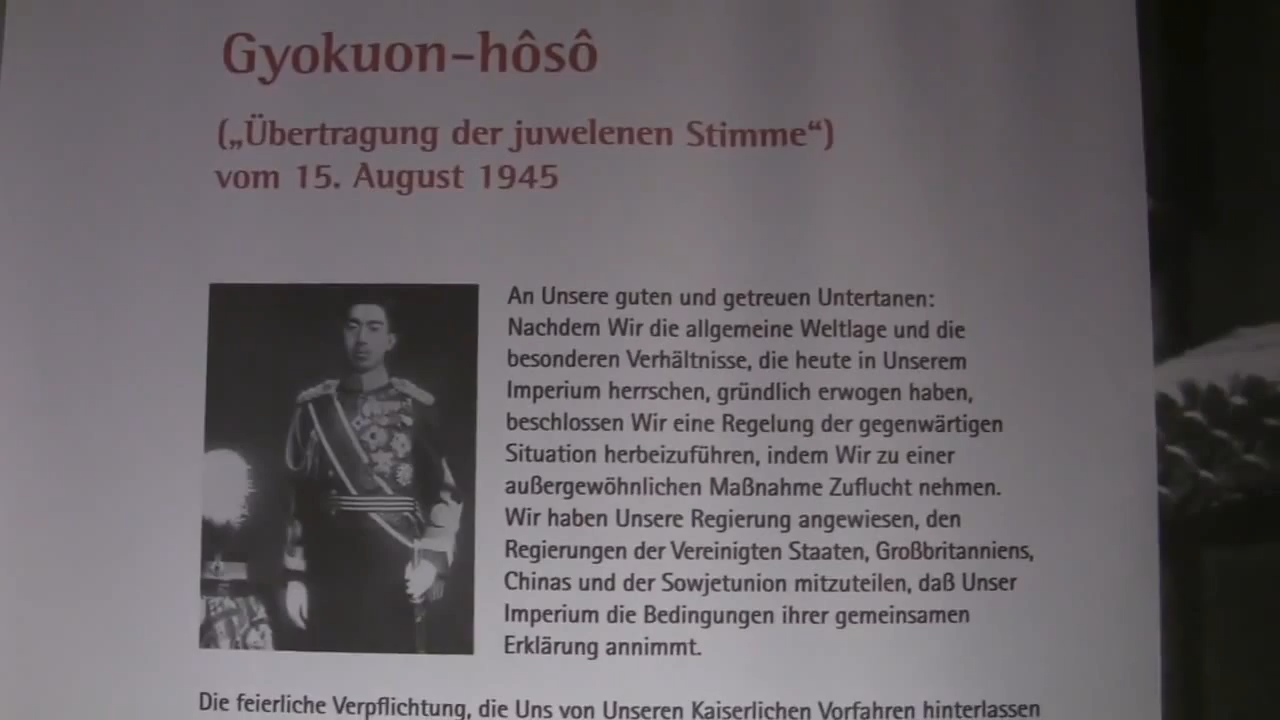 Gyokuon-hôsô
(„Übertragung der juwelenen Stimme“)
vom 15. August 1945
An Unsere guten und getreuen Untertanen:
Nachdem Wir die allgemeine Weltlage und die
besonderen Verhältnisse, die heute in Unserem
Imperium herrschen, gründlich erwogen haben,
beschlossen Wir eine Regelung der gegenwärtigen
Situation herbeizuführen, indem Wir zu einer
außergewöhnlichen Maßnahme Zuflucht nehmen.
Wir haben Unsere Regierung angewiesen, den
Regierungen der Vereinigten Staaten, Großbritanniens,
Chinas und der Sowjetunion mitzuteilen, daß Unser
Imperium die Bedingungen ihrer gemeinsamen
Erklärung annimmt.
Die feierliche Verpflichtung, die Uns von Unseren Kaiserlichen Vorfahren hinterlassen